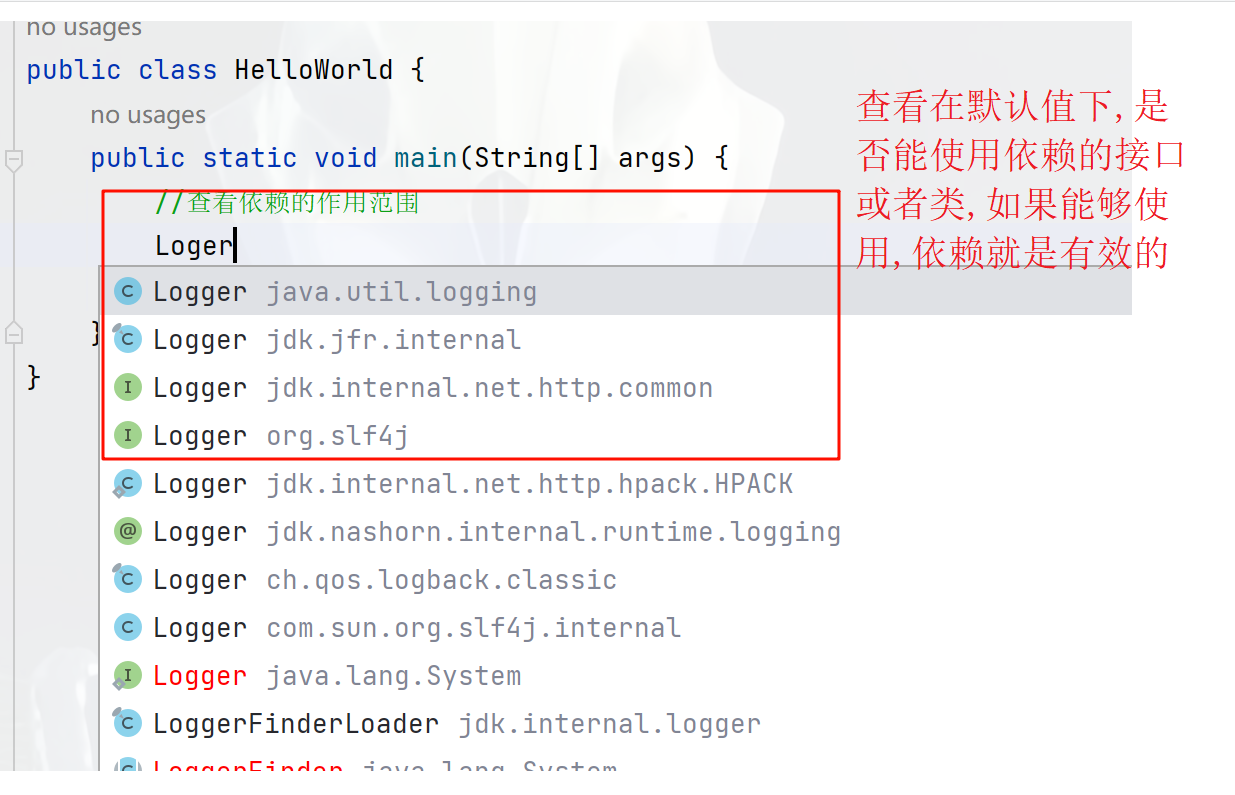 no usages
public class HelloWorld {
no usages
public static void main(String[] args) {
//查看依赖的作用范围
Loger
Logger java.util.logging
Logger jdk.jfr.internal
}
Logger jdk.internal.net.http.common
}
Logger org.slf4j
Logger jdk.internal.net.http.hpack.HPACK
Logger jdk.nashorn.internal.runtime.logging
Logger ch.qos.logback.classic
Logger com.sun.org.slf4j.internal
Logger java.lang.System
LoggerFinderLoader jdk.internal.logger
LoggerFinder java.lang.System
查看在默认值下,是
否能使用依赖的接口
或者类,如果能够使
用,依赖就是有效的